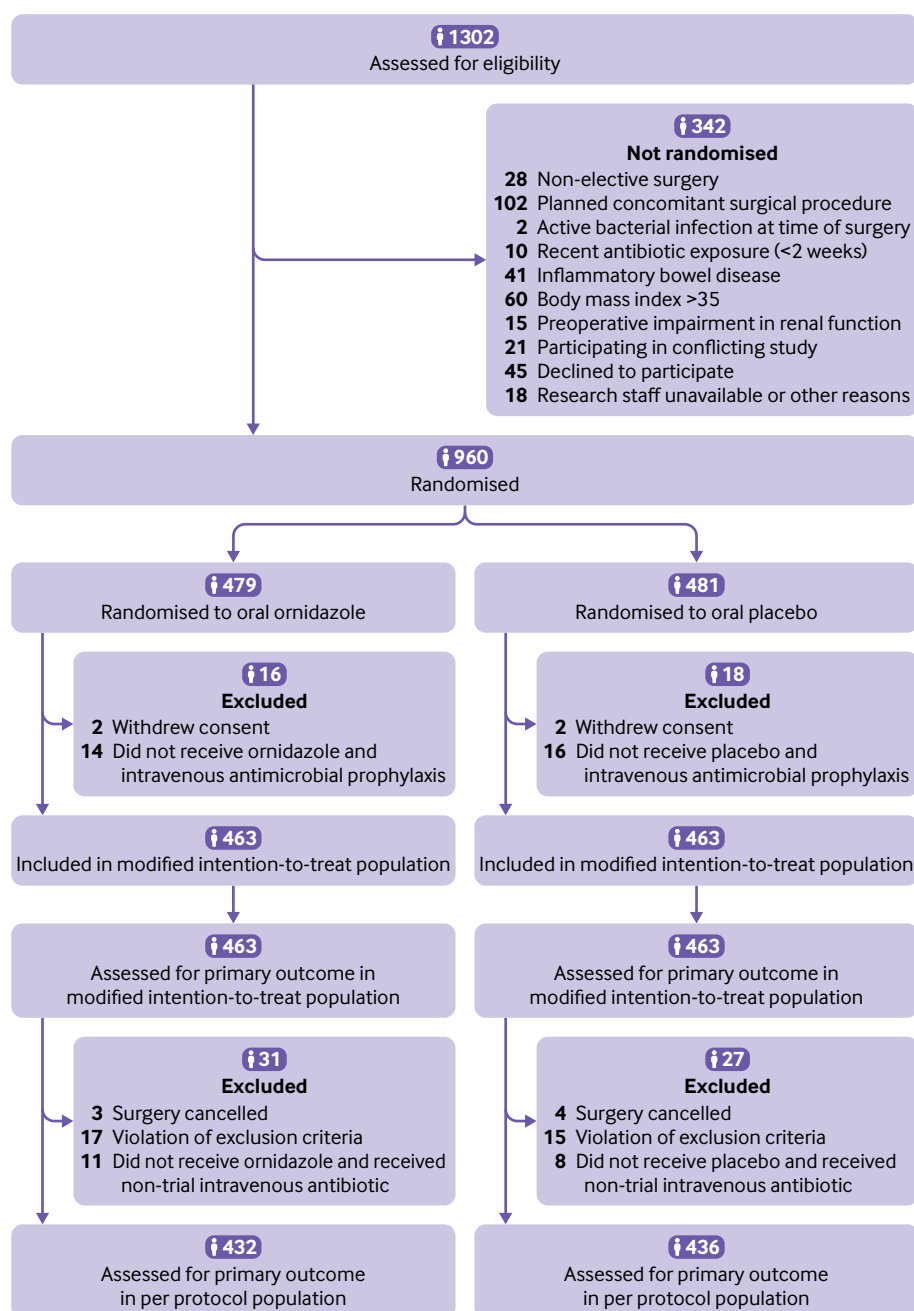 1302
Assessed for eligibility
342
Not randomised
28 Non-elective surgery
102 Planned concomitant surgical procedure
2 Active bacterial infection at time of surgery
10 Recent antibiotic exposure (<2 weeks)
41 Inflammatory bowel disease
60 Body mass index >35
15 Preoperative impairment in renal function
21 Participating in conflicting study
45 Declined to participate
18 Research staff unavailable or other reasons
960
Randomised
479
Randomised to oral ornidazole
16
Excluded
2 Withdrew consent
14 Did not receive ornidazole and
intravenous antimicrobial prophylaxis
463
Included in modified intention-to-treat population
463
Assessed for primary outcome in
modified intention-to-treat population
31
Excluded
3 Surgery cancelled
17 Violation of exclusion criteria
11 Did not receive ornidazole and received
non-trial intravenous antibiotic
432
Assessed for primary outcome
in per protocol population
481
Randomised to oral placebo
18
Excluded
2 Withdrew consent
16 Did not receive placebo and
intravenous antimicrobial prophylaxis
463
Included in modified intention-to-treat population
463
Assessed for primary outcome in
modified intention-to-treat population
27
Excluded
4 Surgery cancelled
15 Violation of exclusion criteria
8 Did not receive placebo and received
non-trial intravenous antibiotic
436
Assessed for primary outcome
in per protocol population